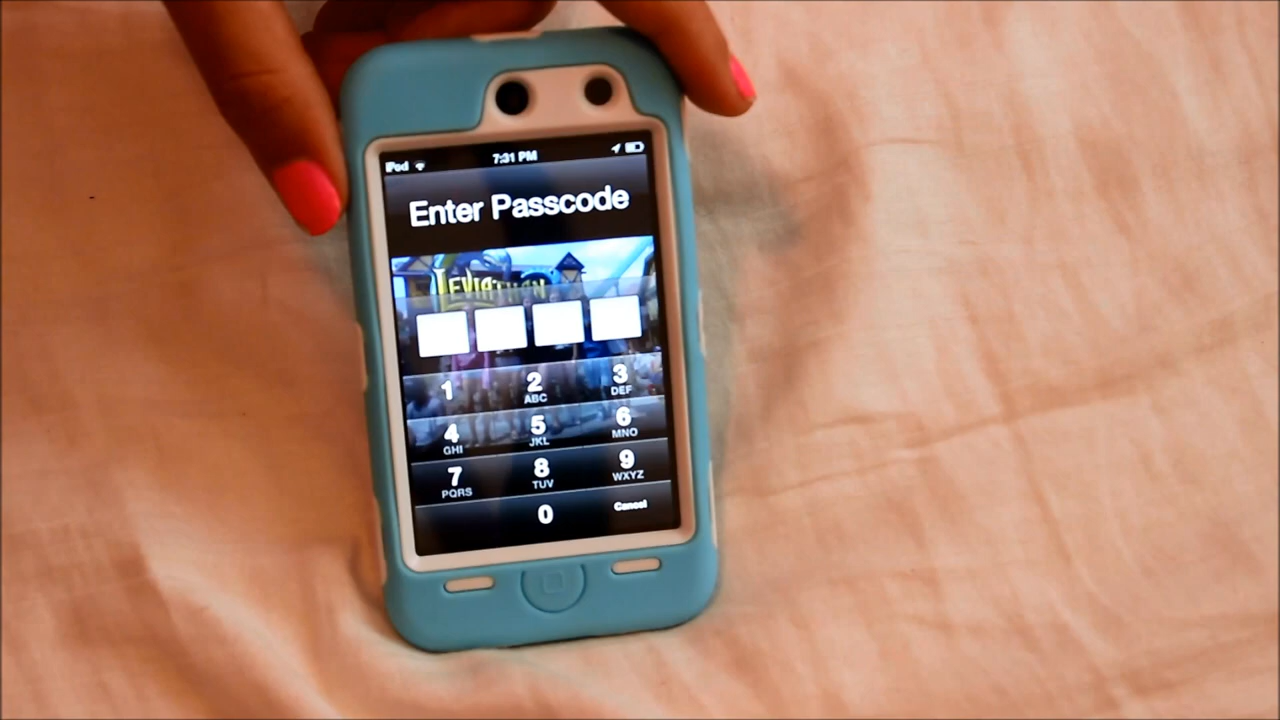 iPod 7:31 PM
Enter Passcode
LEVIATHAN
1 2 3
ABC DEF
4 5 6
GHI JKL MNO
7 8 9
PQRS TUV WXYZ
0 Cancel